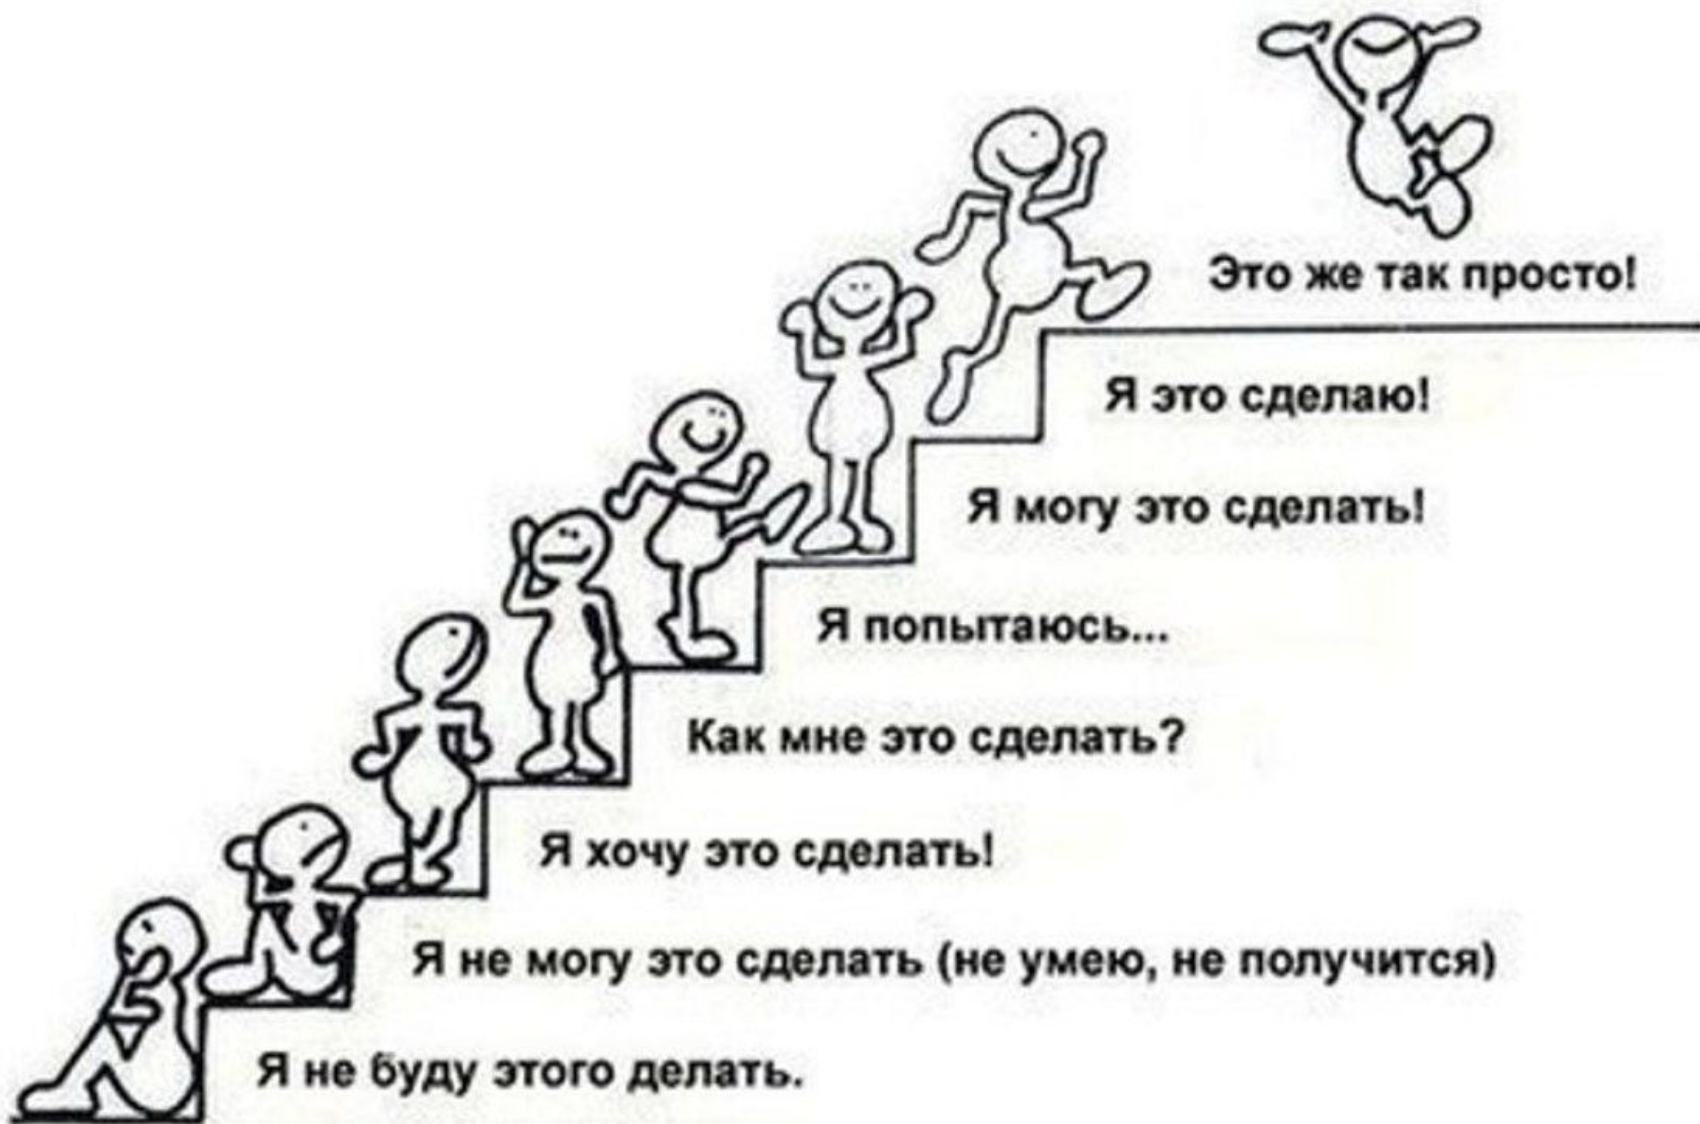 Это же так просто!
Я это сделаю!
Я могу это сделать!
Я попытаюсь...
Как мне это сделать?
Я хочу это сделать!
Я не могу это сделать (не умею, не получится)
Я не буду этого делать.